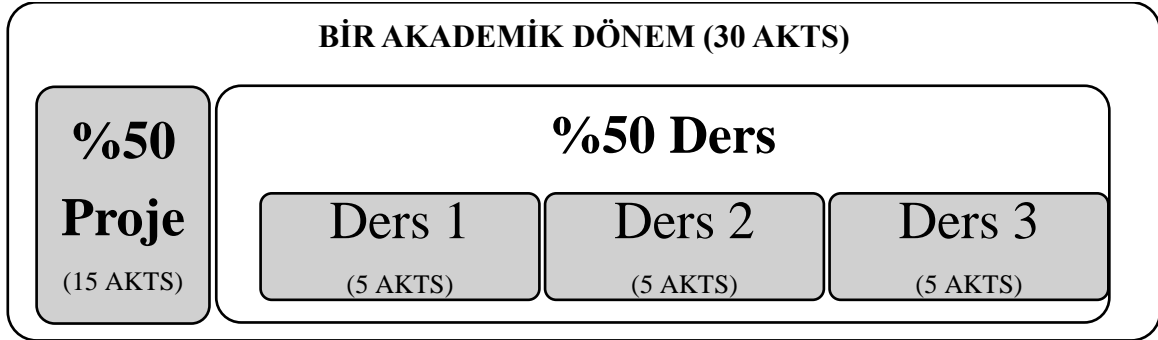 BİR AKADEMİK DÖNEM (30 AKTS)
%50
Proje
(15 AKTS)
%50 Ders
Ders 1
(5 AKTS)
Ders 2
(5 AKTS)
Ders 3
(5 AKTS)